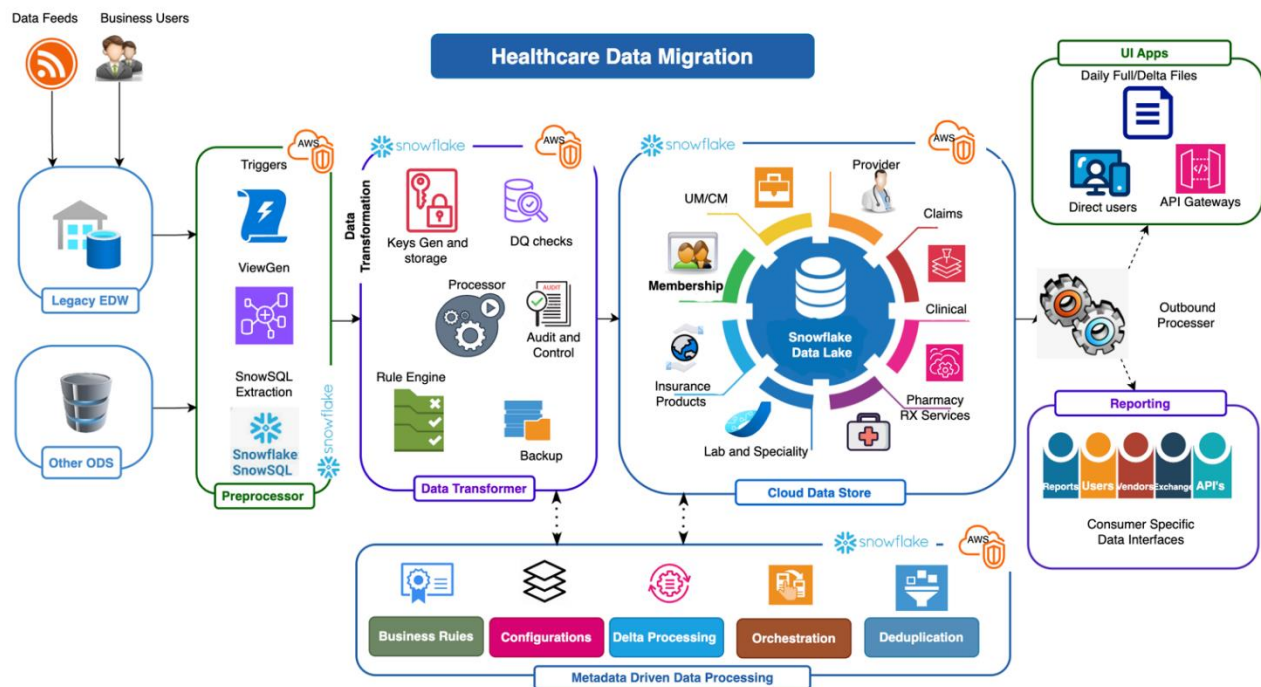 Data Feeds
Business Users
Healthcare Data Migration
UI Apps
Daily Full/Delta Files
Direct users
API Gateways
Legacy EDW
Other ODS
AWS
Triggers
ViewGen
SnowSQL
Extraction
Snowflake
SnowSQL
snowflake
Preprocessor
snowflake
AWS
Data
Transformation
Keys Gen and
storage
DQ checks
Processor
AUDIT
Audit and
Control
Rule Engine
Backup
Data Transformer
snowflake
AWS
UM/CM
Provider
Claims
Membership
Clinical
Snowflake
Data Lake
Insurance
Products
Pharmacy
RX Services
Lab and Speciality
Cloud Data Store
Outbound
Processer
Reporting
Reports
Users
Vendors
Exchange
API's
Consumer Specific
Data Interfaces
snowflake
AWS
Business Rules
Configurations
Delta Processing
Orchestration
Deduplication
Metadata Driven Data Processing